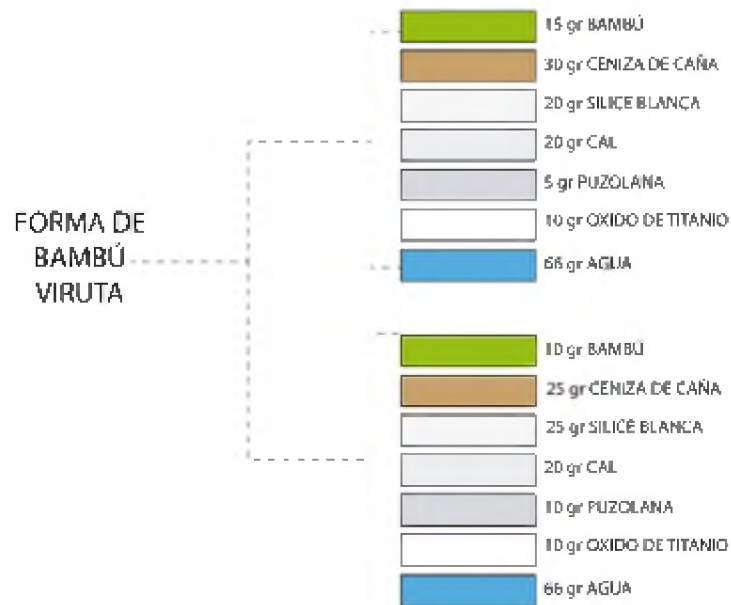 FORMA DE
BAMBÚ
VIRUTA
15 gr BAMBÚ
30 gr CENIZA DE CAÑA
20 gr SILICE BLANCA
20 gr CAL
5 gr PUZOLANA
10 gr OXIDO DE TITANIO
66 gr AGUA
10 gr BAMBÚ
25 gr CENIZA DE CAÑA
25 gr SILICE BLANCA
20 gr CAL
10 gr PUZOLANA
10 gr OXIDO DE TITANIO
66 gr AGUA